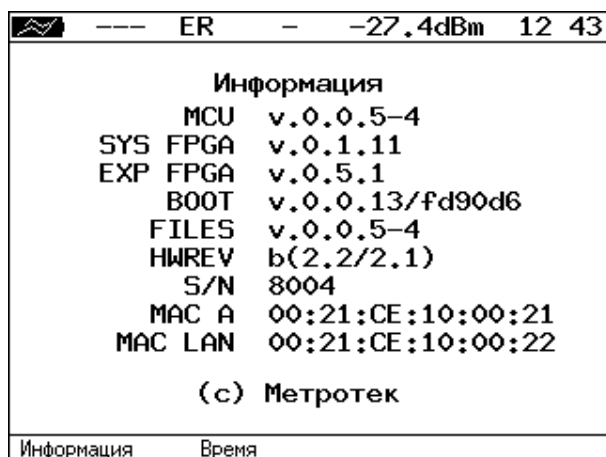 --- ER - -27.4dBm 12 43
Информация
MCU v.0.0.5-4
SYS FPGA v.0.1.11
EXP FPGA v.0.5.1
BOOT v.0.0.13/fd90d6
FILES v.0.0.5-4
HWREV b(2.2/2.1)
S/N 8004
MAC A 00:21:CE:10:00:21
MAC LAN 00:21:CE:10:00:22
(c) Метротек
Информация Время